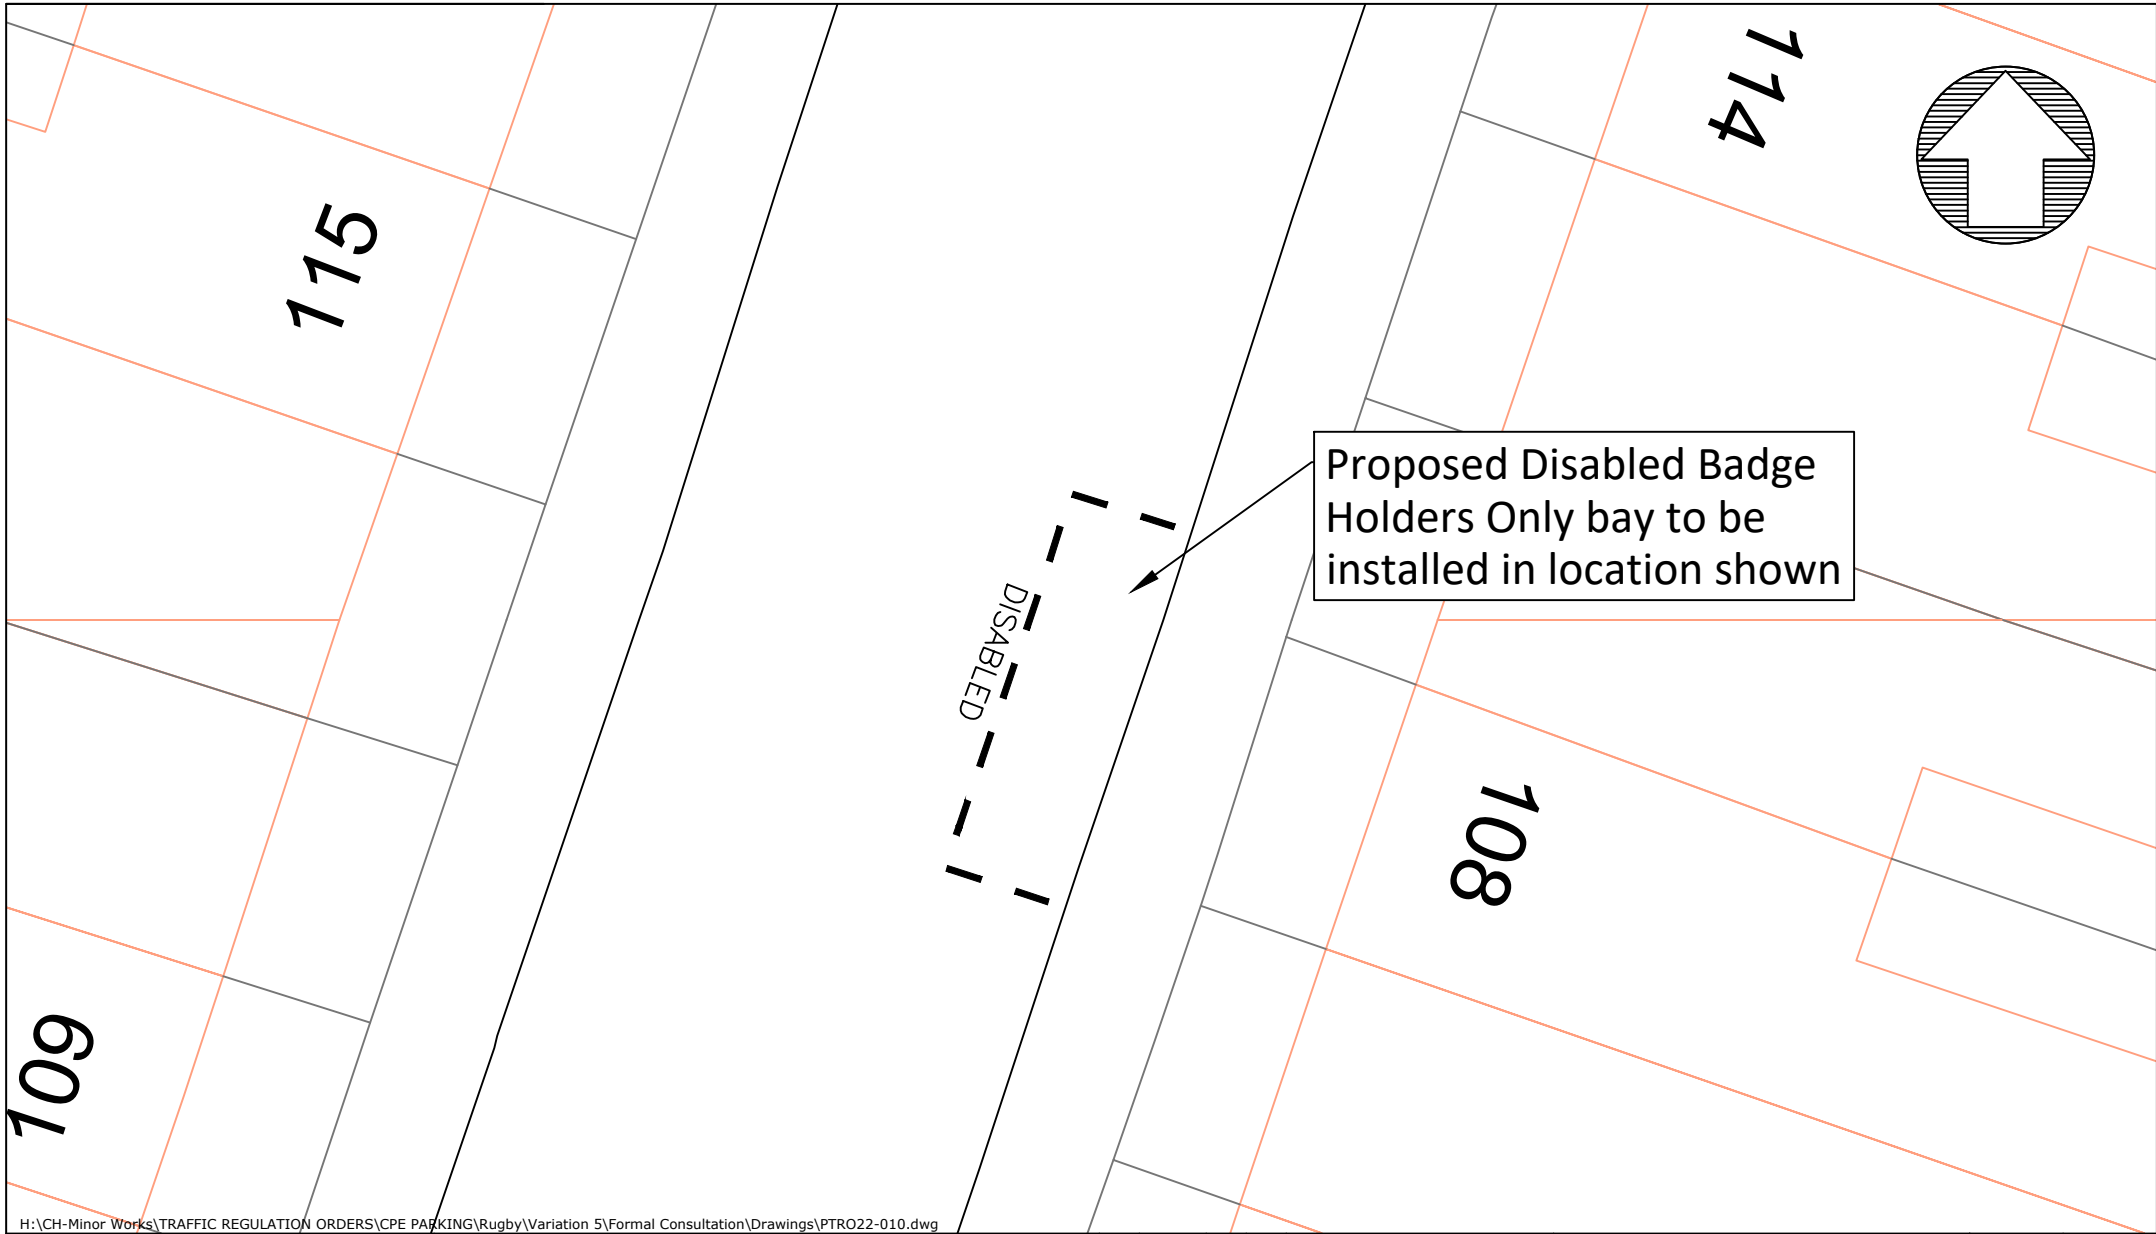 114
115
Proposed Disabled Badge
Holders Only bay to be
installed in location shown
DISABLED
108
109
H:\CH-Minor Works\TRAFFIC REGULATION ORDERS\CPE PARKING\Rugby\Variation 5\Formal Consultation\Drawings\PTRO22-010.dwg